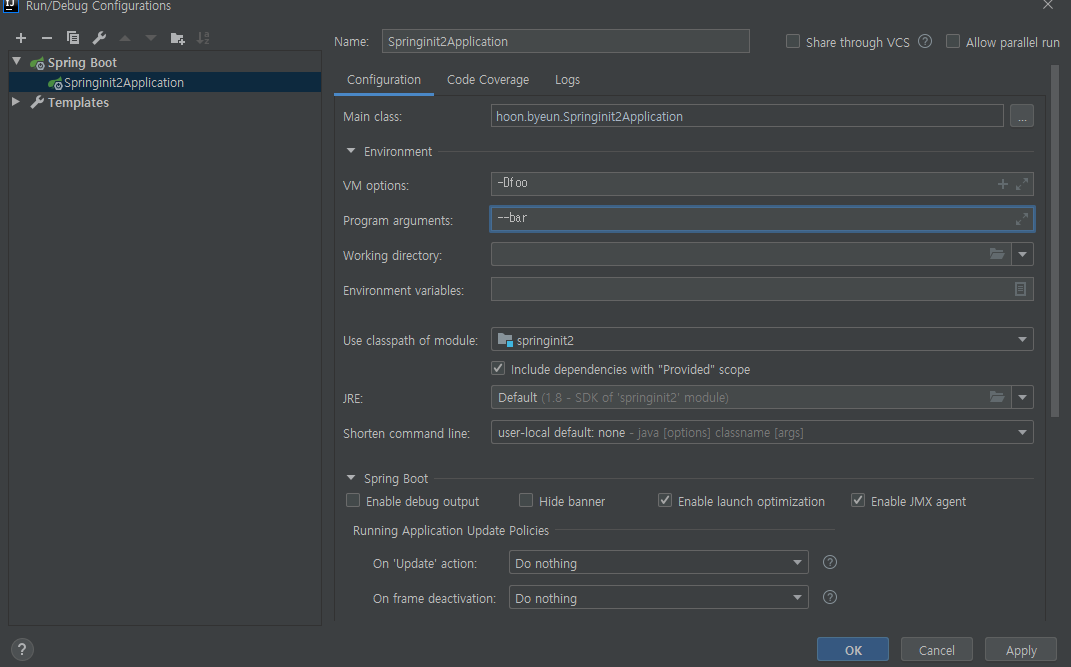 Run/Debug Configurations
Name: Springinit2Application Share through VCS ? Allow parallel run
Spring Boot
Springinit2Application
Templates
Configuration Code Coverage Logs
Main class: hoon.byeun.Springinit2Application ...
Environment
VM options: -Dfoo
Program arguments: --bar
Working directory:
Environment variables:
Use classpath of module: springinit2
Include dependencies with "Provided" scope
JRE: Default (1.8 - SDK of 'springinit2' module)
Shorten command line: user-local default: none - java [options] classname [args]
Spring Boot
Enable debug output Hide banner Enable launch optimization Enable JMX agent
Running Application Update Policies
On 'Update' action: Do nothing ?
On frame deactivation: Do nothing ?
? OK Cancel Apply